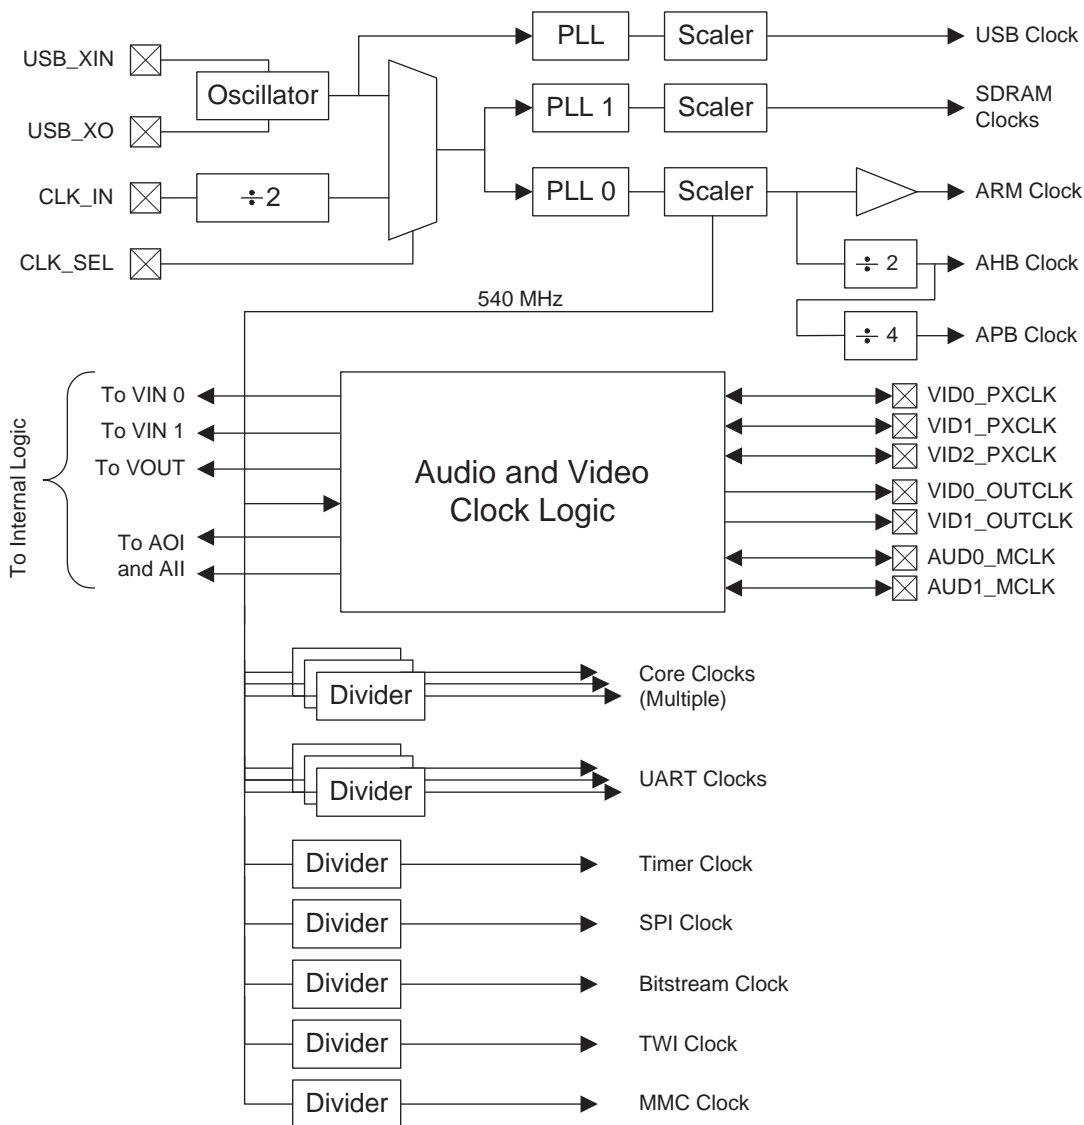 USB_XIN
USB_XO
CLK_IN
CLK_SEL
Oscillator
÷ 2
PLL
Scaler
USB Clock
PLL 1
Scaler
SDRAM
Clocks
PLL 0
Scaler
ARM Clock
÷ 2
AHB Clock
÷ 4
APB Clock
540 MHz
To Internal Logic
To VIN 0
To VIN 1
To VOUT
To AOI
and AII
Audio and Video
Clock Logic
VID0_PXCLK
VID1_PXCLK
VID2_PXCLK
VID0_OUTCLK
VID1_OUTCLK
AUD0_MCLK
AUD1_MCLK
Divider
Core Clocks
(Multiple)
Divider
UART Clocks
Divider
Timer Clock
Divider
SPI Clock
Divider
Bitstream Clock
Divider
TWI Clock
Divider
MMC Clock